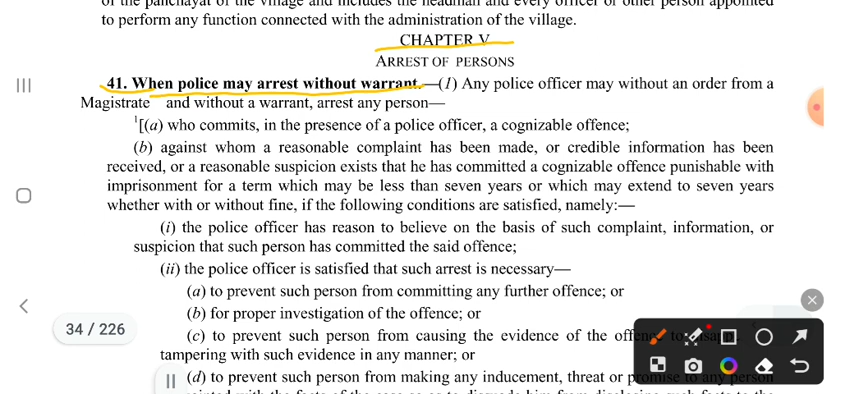 of the panchayat of the village and includes the headman and every officer or other person appointed
to perform any function connected with the administration of the village.
CHAPTER V
ARREST OF PERSONS
41. When police may arrest without warrant.—(1) Any police officer may without an order from a
Magistrate and without a warrant, arrest any person—
1[(a) who commits, in the presence of a police officer, a cognizable offence;
(b) against whom a reasonable complaint has been made, or credible information has been
received, or a reasonable suspicion exists that he has committed a cognizable offence punishable with
imprisonment for a term which may be less than seven years or which may extend to seven years
whether with or without fine, if the following conditions are satisfied, namely:—
(i) the police officer has reason to believe on the basis of such complaint, information, or
suspicion that such person has committed the said offence;
(ii) the police officer is satisfied that such arrest is necessary—
(a) to prevent such person from committing any further offence; or
(b) for proper investigation of the offence; or
34 / 226
(c) to prevent such person from causing the evidence of the offence to
tampering with such evidence in any manner; or
(d) to prevent such person from making any inducement, threat or promise to any person